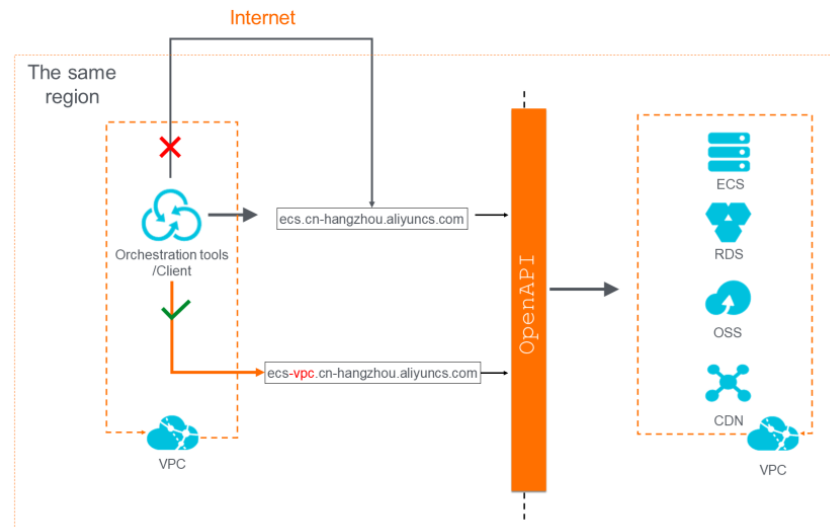 Internet
The same
region
ECS
ecs.cn-hangzhou.aliyuncs.com
RDS
Orchestration tools
/Client
OpenAPI
OSS
ecs-vpc.cn-hangzhou.aliyuncs.com
CDN
VPC
VPC